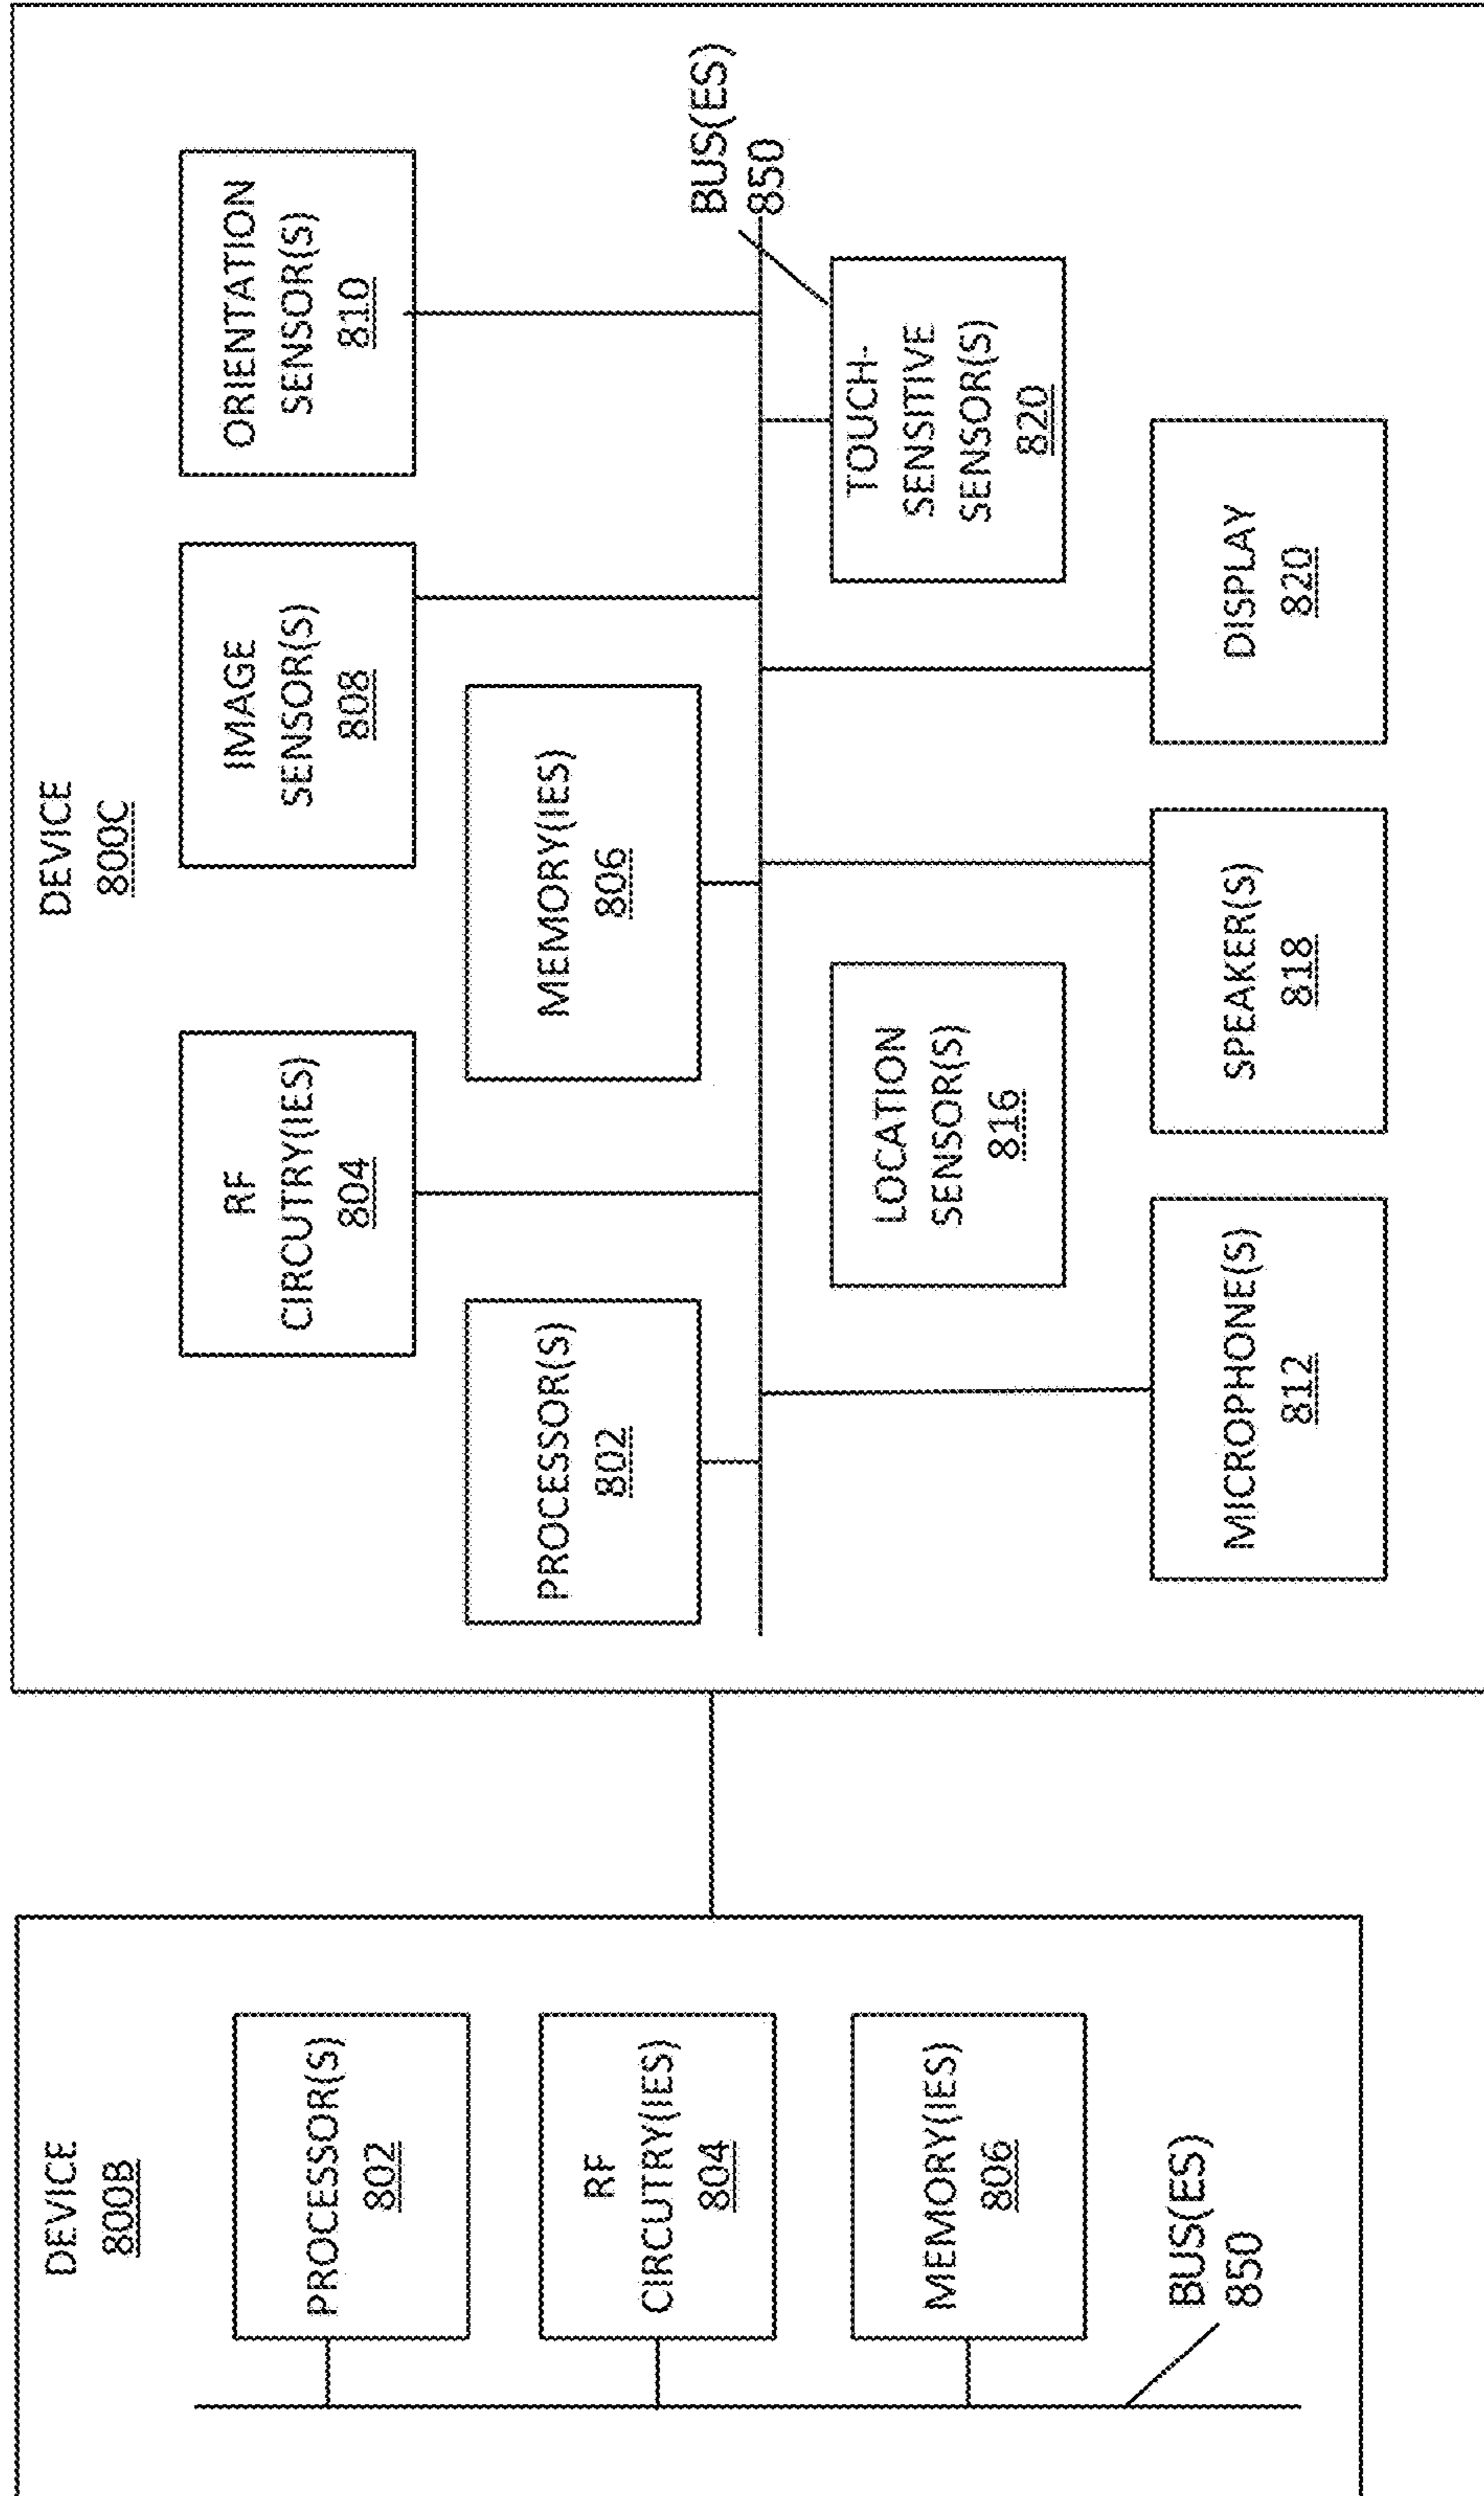 DEVICE
800B
PROCESSOR(S)
802
RF
CIRCUTRY(IES)
804
MEMORY(IES)
806
BUS(ES)
850
DEVICE
800C
RF
CIRCUTRY(IES)
804
IMAGE
SENSOR(S)
808
ORIENTATION
SENSOR(S)
810
PROCESSOR(S)
802
MEMORY(IES)
806
BUS(ES)
850
LOCATION
SENSOR(S)
816
TOUCH-
SENSITIVE
SENSOR(S)
820
MICROPHONE(S)
812
SPEAKER(S)
818
DISPLAY
820